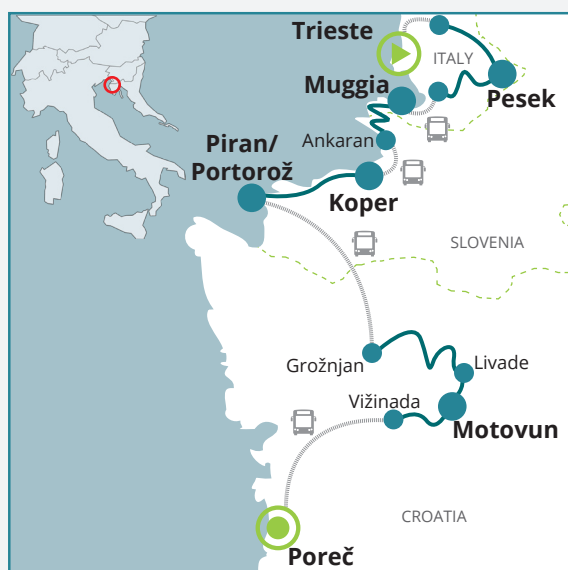 Trieste
ITALY
Pesek
Muggia
Ankaran
Piran/
Portorož
Koper
SLOVENIA
Grožnjan
Livade
Vižinada
Motovun
CROATIA
Poreč